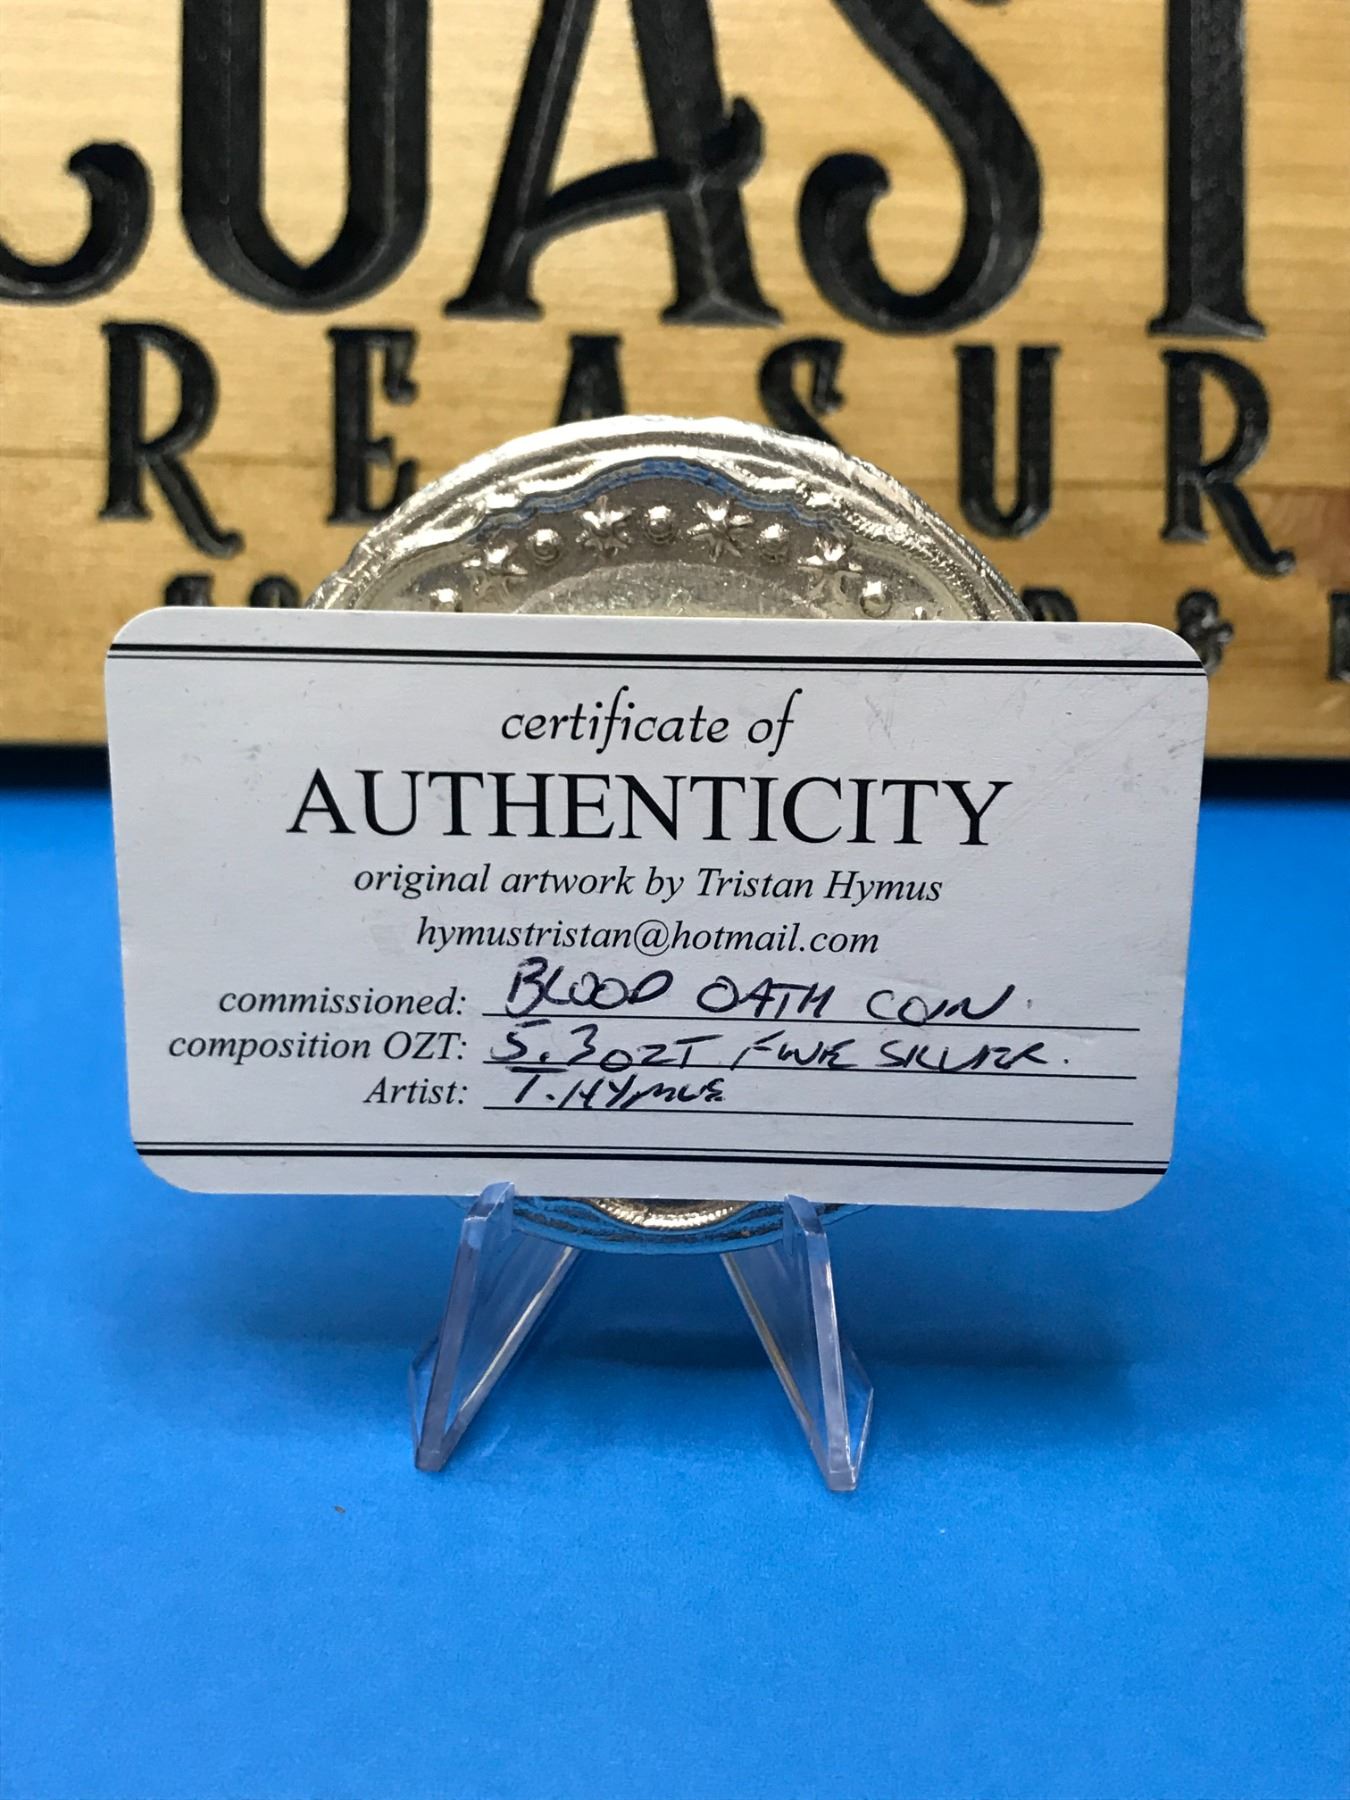 OAST
REASUR
&
certificate of
AUTHENTICITY
original artwork by Tristan Hymus
hymustristan@hotmail.com
commissioned: BLOOD OATH COIN.
composition OZT: 5.3OZT FINE SILVER.
Artist: T. HYMUS